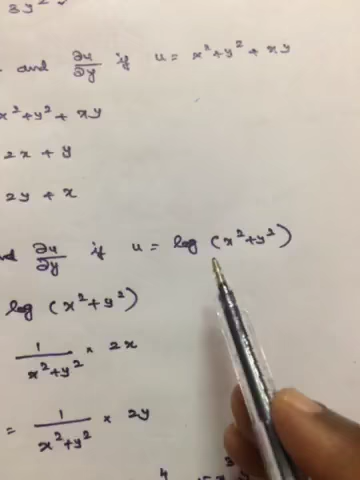 3y²
and ∂u/∂y if u = x²+y²+xy
x²+y²+xy
2x + y
2y + x
∂u/∂y if u = log (x²+y²)
log (x²+y²)
1/(x²+y²) × 2x
= 1/(x²+y²) × 2y